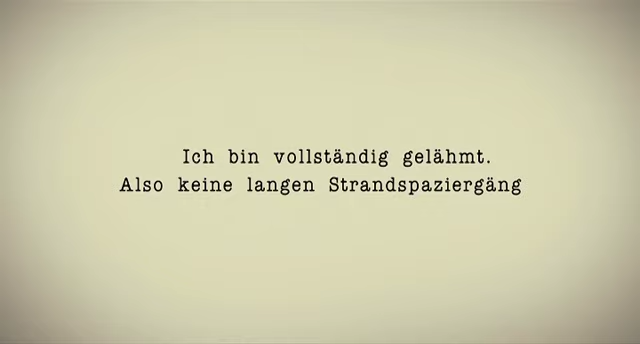 Ich bin vollständig gelähmt.
Also keine langen Strandspaziergäng